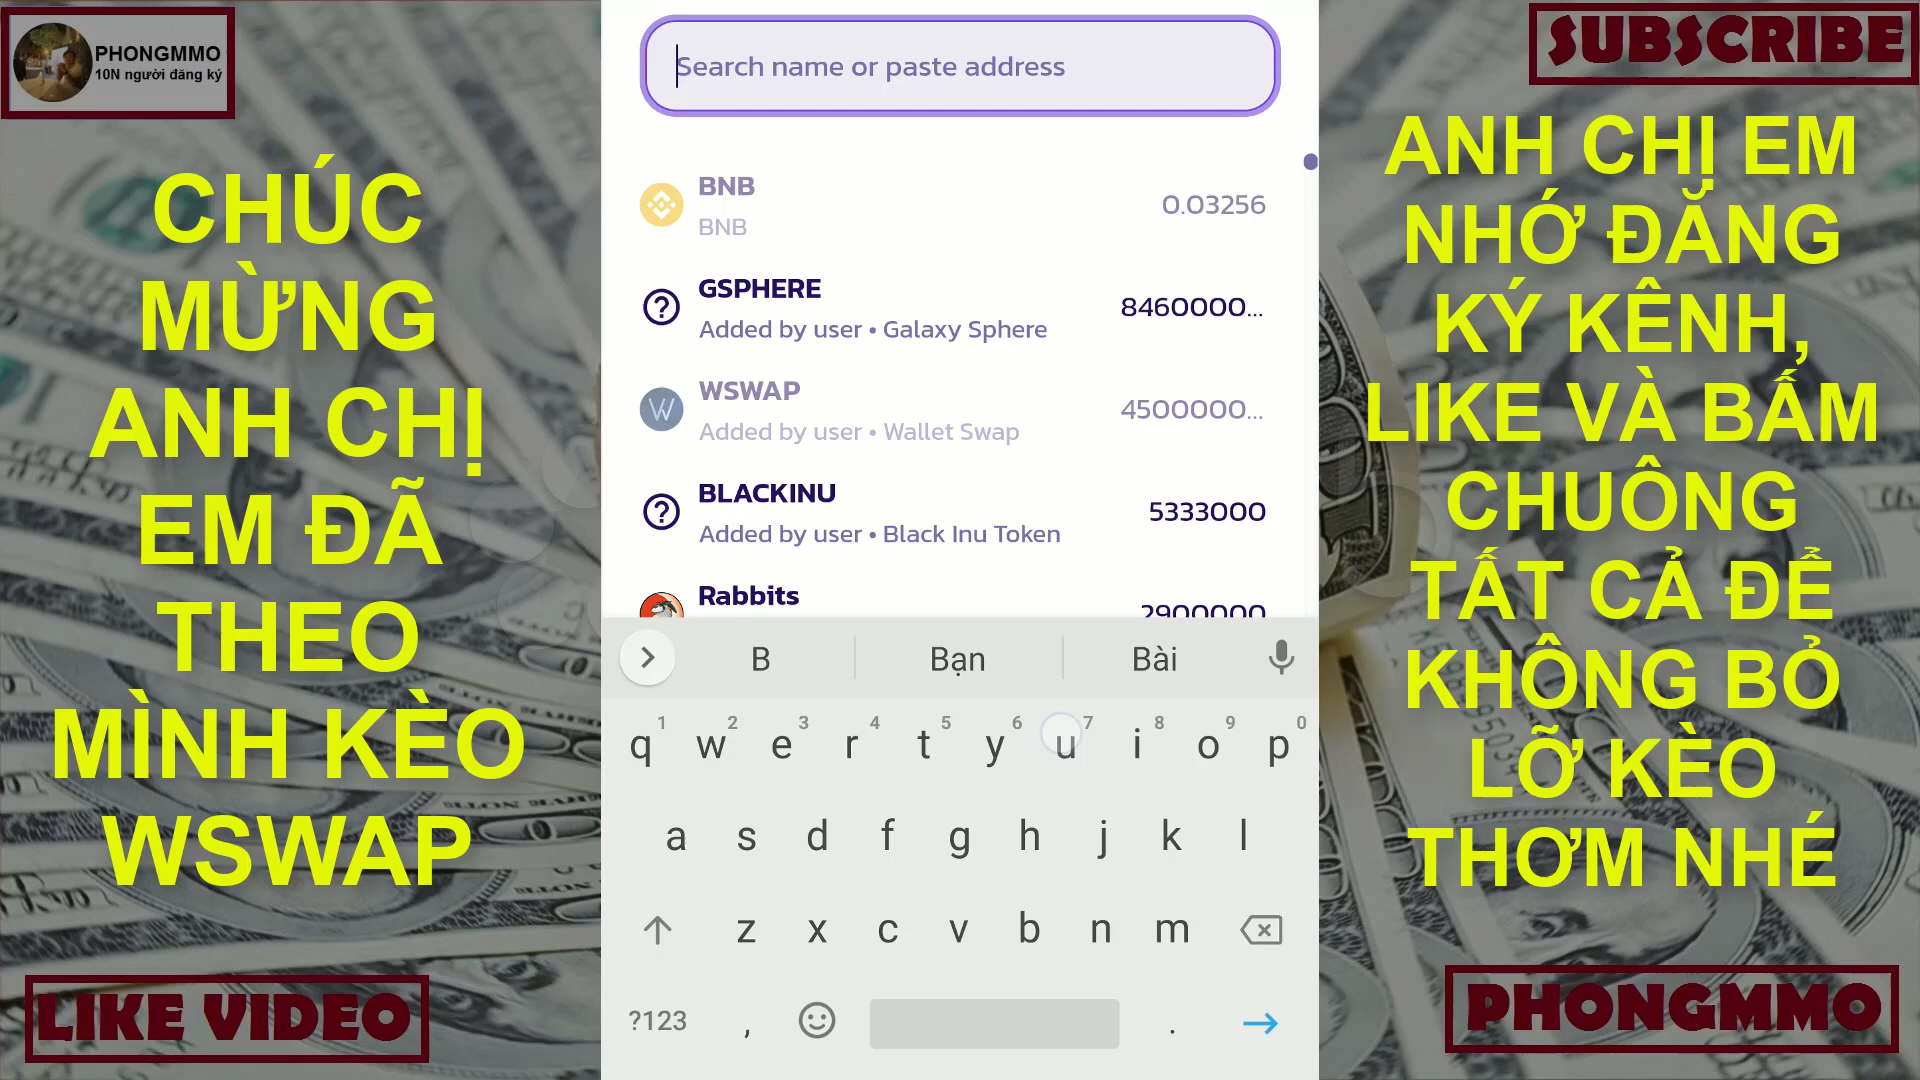 PHONGMMO
10N người đăng ký
CHÚC
MỪNG
ANH CHỊ
EM ĐÃ
THEO
MÌNH KÈO
WSWAP
LIKE VIDEO
Search name or paste address
BNB
BNB
0.03256
GSPHERE
Added by user • Galaxy Sphere
8460000...
WSWAP
Added by user • Wallet Swap
4500000...
BLACKINU
Added by user • Black Inu Token
5333000
Rabbits
2900000
B Bạn Bài
1 2 3 4 5 6 7 8 9 0
q w e r t y u i o p
a s d f g h j k l
z x c v b n m
?123 , .
SUBSCRIBE
ANH CHỊ EM
NHỚ ĐĂNG
KÝ KÊNH,
LIKE VÀ BẤM
CHUÔNG
TẤT CẢ ĐỂ
KHÔNG BỎ
LỠ KÈO
THƠM NHÉ
PHONGMMO